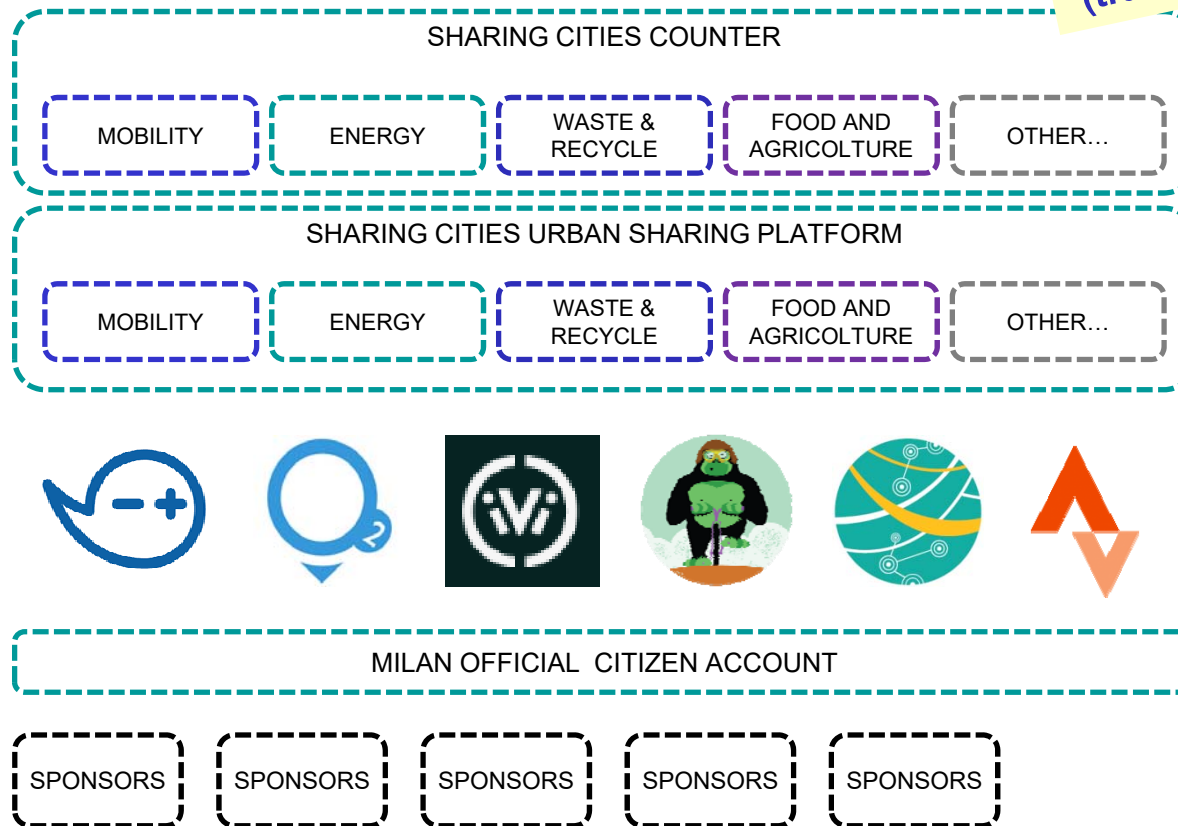 SHARING CITIES COUNTER
MOBILITY
ENERGY
WASTE &
RECYCLE
FOOD AND
AGRICOLTURE
OTHER…
SHARING CITIES URBAN SHARING PLATFORM
MOBILITY
ENERGY
WASTE &
RECYCLE
FOOD AND
AGRICOLTURE
OTHER…
2
MILAN OFFICIAL  CITIZEN ACCOUNT
SPONSORS
SPONSORS
SPONSORS
SPONSORS
SPONSORS